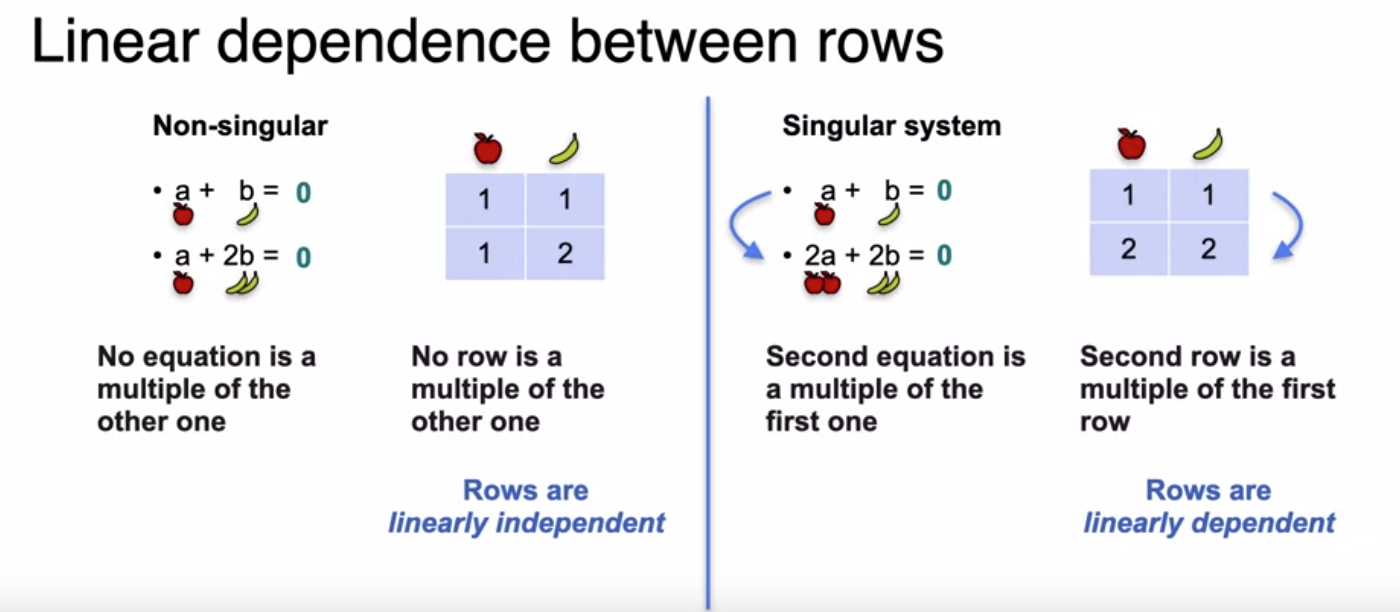 Linear dependence between rows
Non-singular
• a + b = 0
• a + 2b = 0
1 1
1 2
No equation is a
multiple of the
other one
No row is a
multiple of the
other one
Rows are
linearly independent
Singular system
• a + b = 0
• 2a + 2b = 0
1 1
2 2
Second equation is
a multiple of the
first one
Second row is a
multiple of the first
row
Rows are
linearly dependent